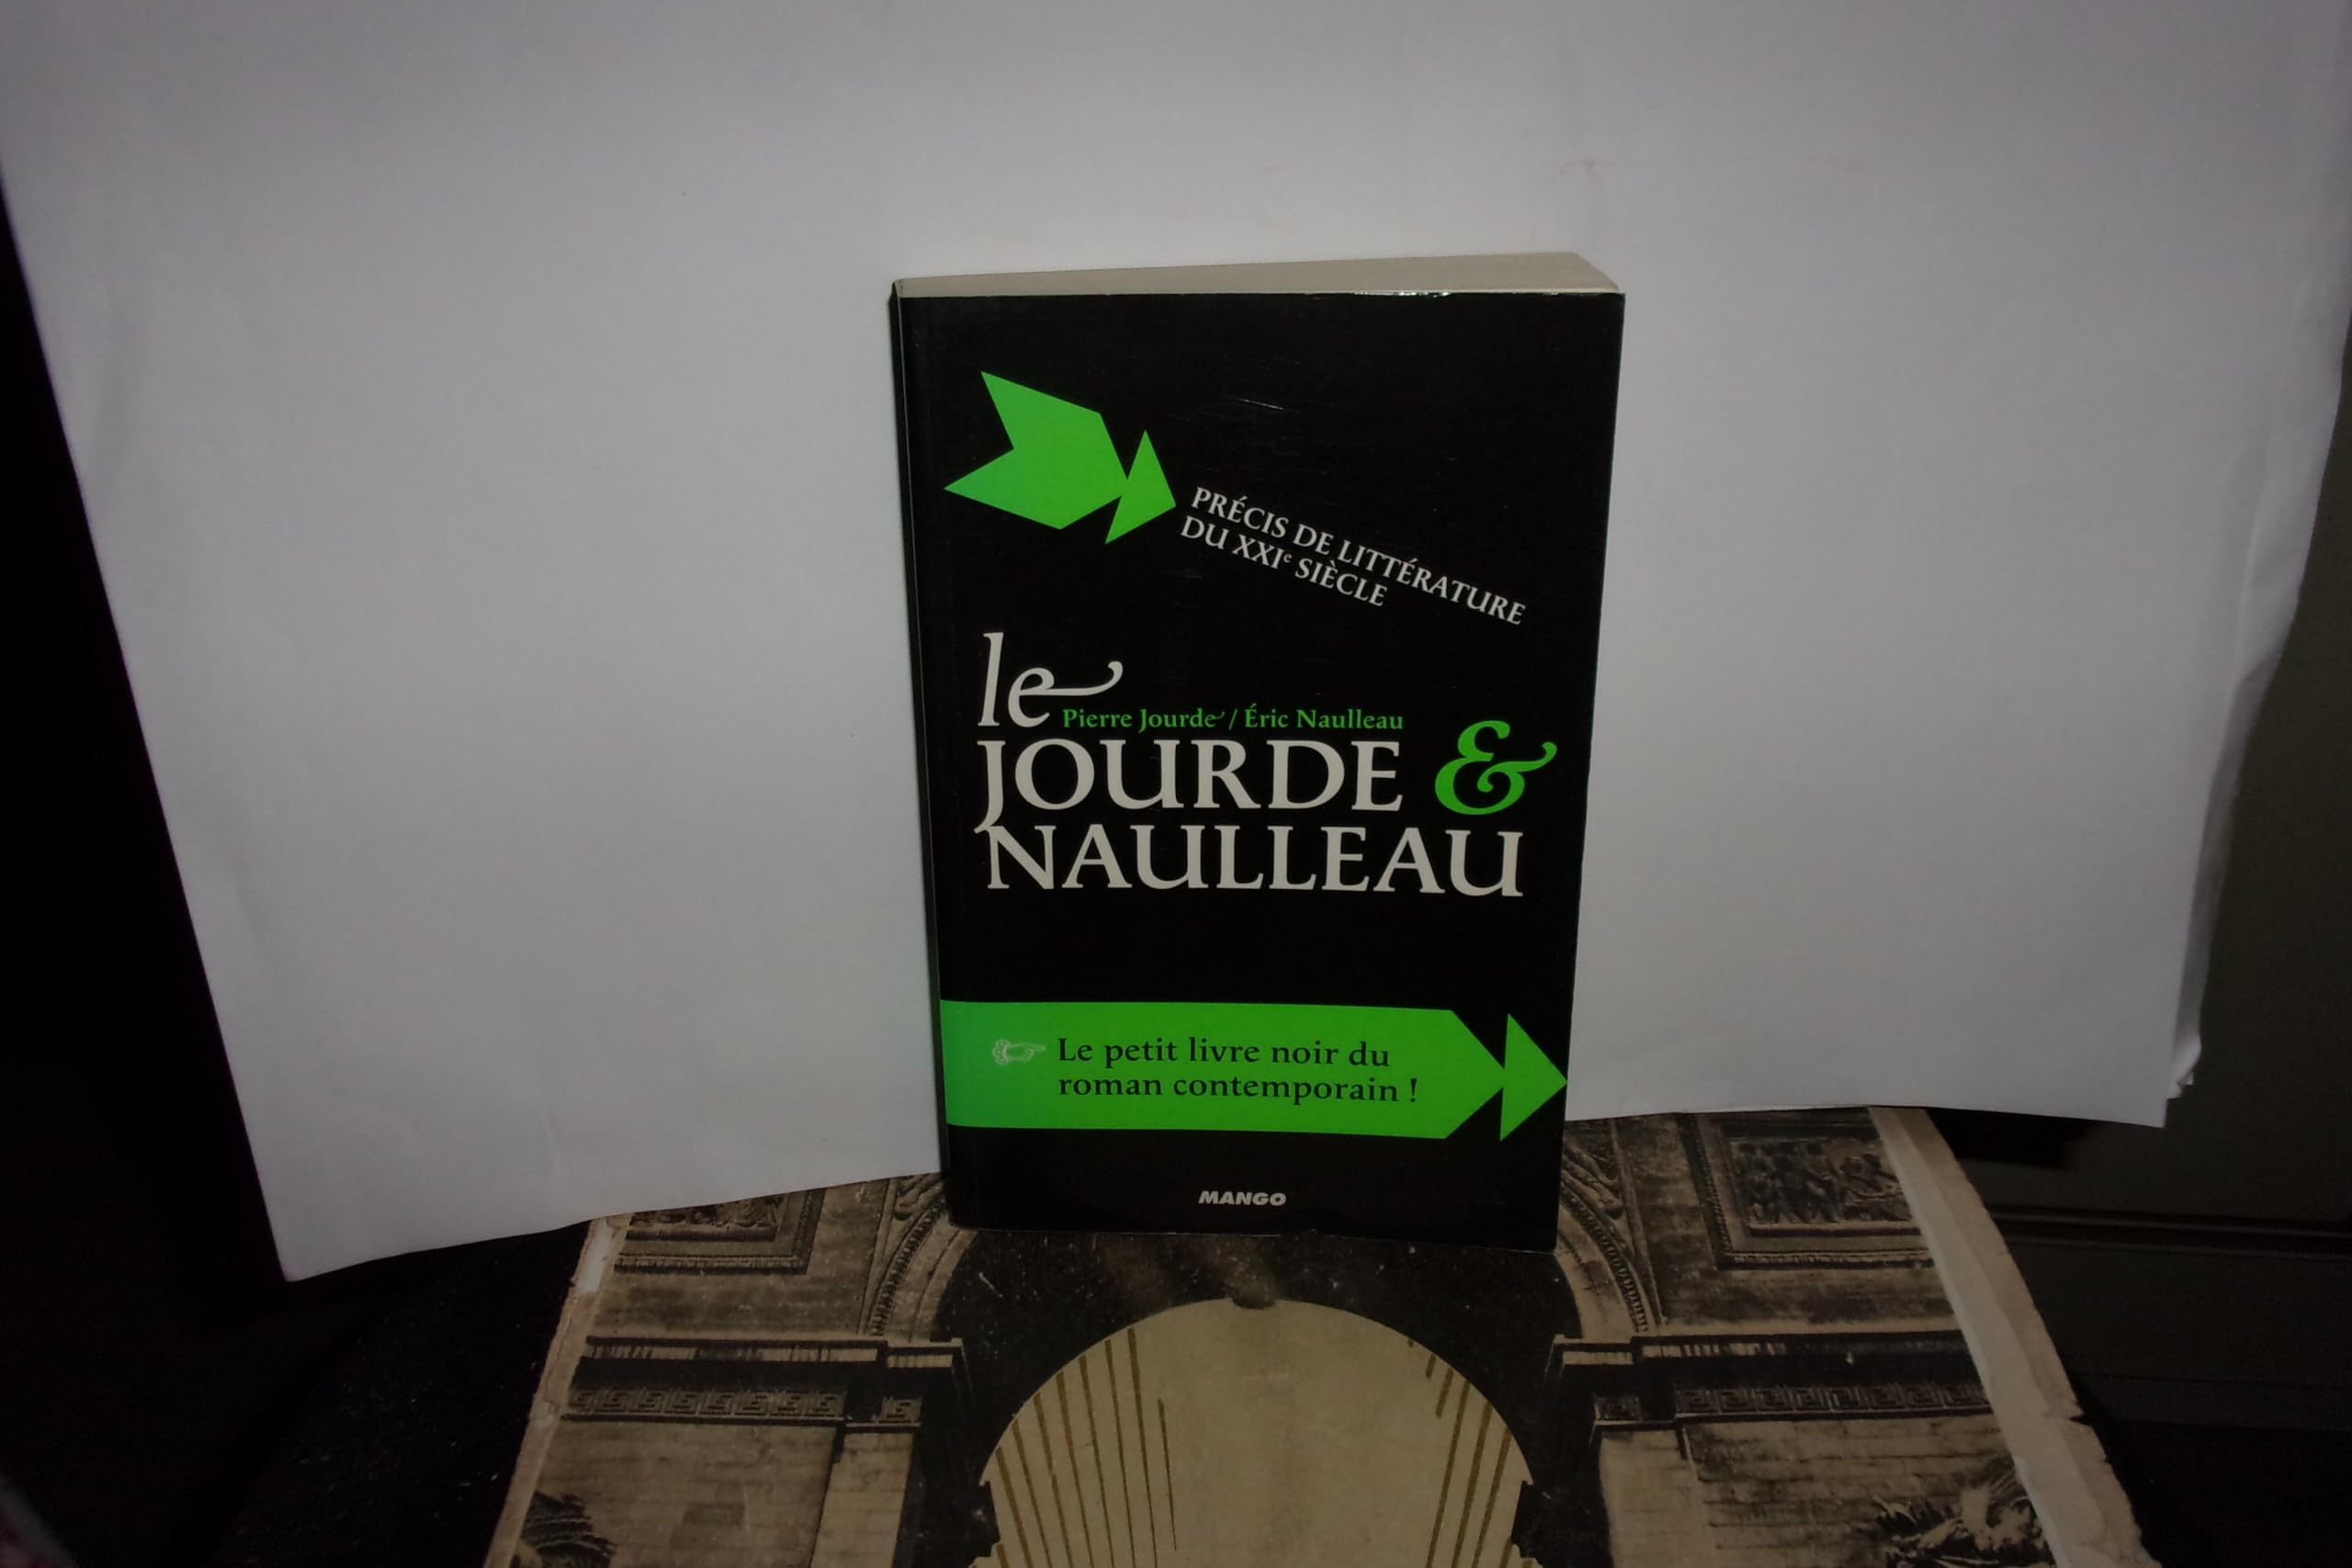 PRÉCIS DE LITTÉRATURE
DU XXIe SIÈCLE
le
Pierre Jourde / Éric Naulleau
JOURDE &
NAULLEAU
Le petit livre noir du
roman contemporain !
MANGO